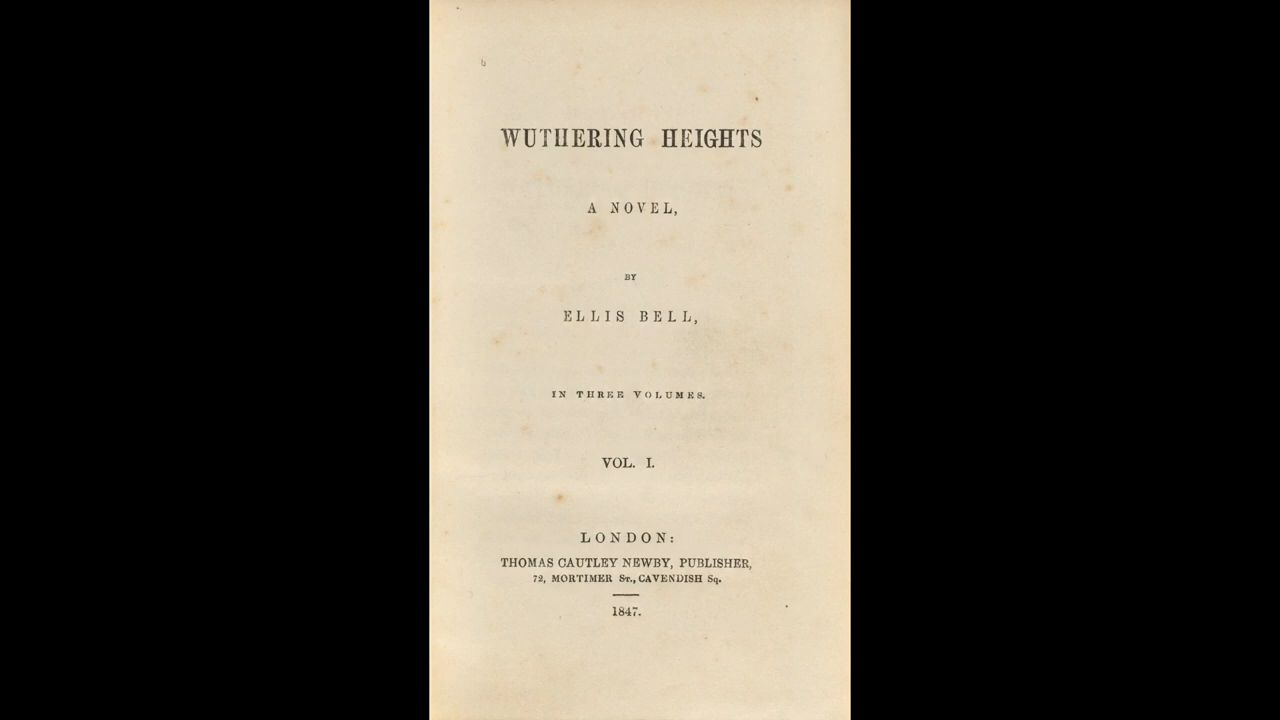 WUTHERING HEIGHTS
A NOVEL,
BY
ELLIS BELL,
IN THREE VOLUMES.
VOL. I.
LONDON:
THOMAS CAUTLEY NEWBY, PUBLISHER,
72, MORTIMER St., CAVENDISH Sq.
1847.